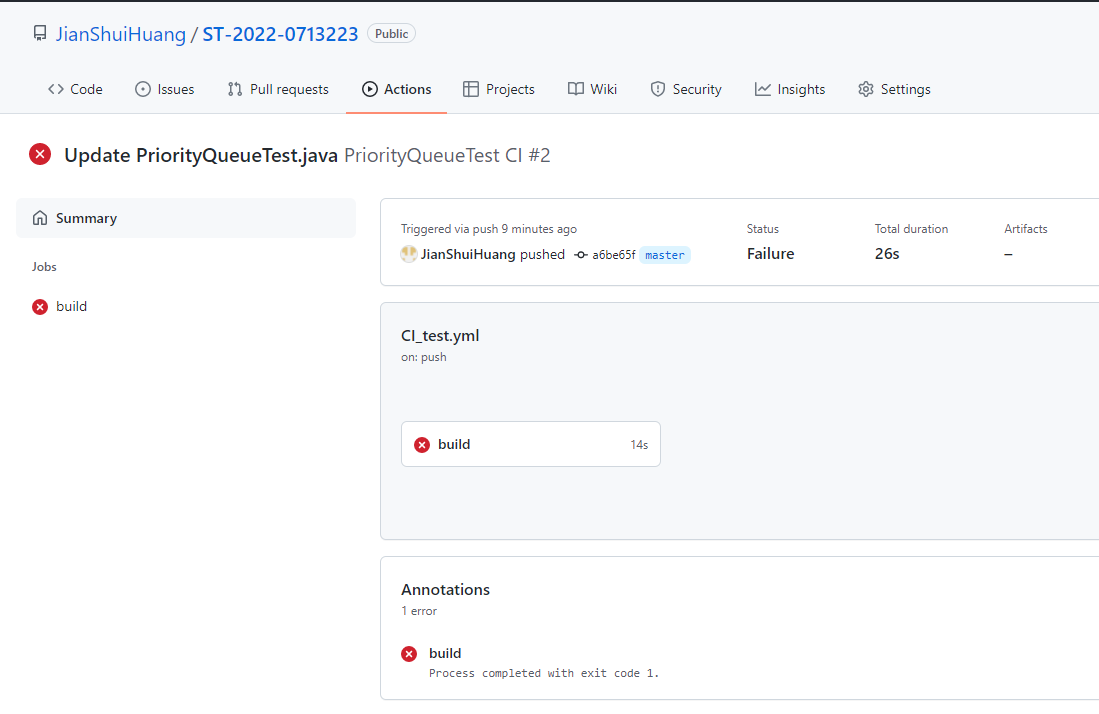 JianShuiHuang / ST-2022-0713223 Public
Code Issues Pull requests Actions Projects Wiki Security Insights Settings
Update PriorityQueueTest.java PriorityQueueTest CI #2
Summary
Jobs
build
Triggered via push 9 minutes ago
JianShuiHuang pushed a6be65f master
Status
Failure
Total duration
26s
Artifacts
–
CI_test.yml
on: push
build 14s
Annotations
1 error
build
Process completed with exit code 1.